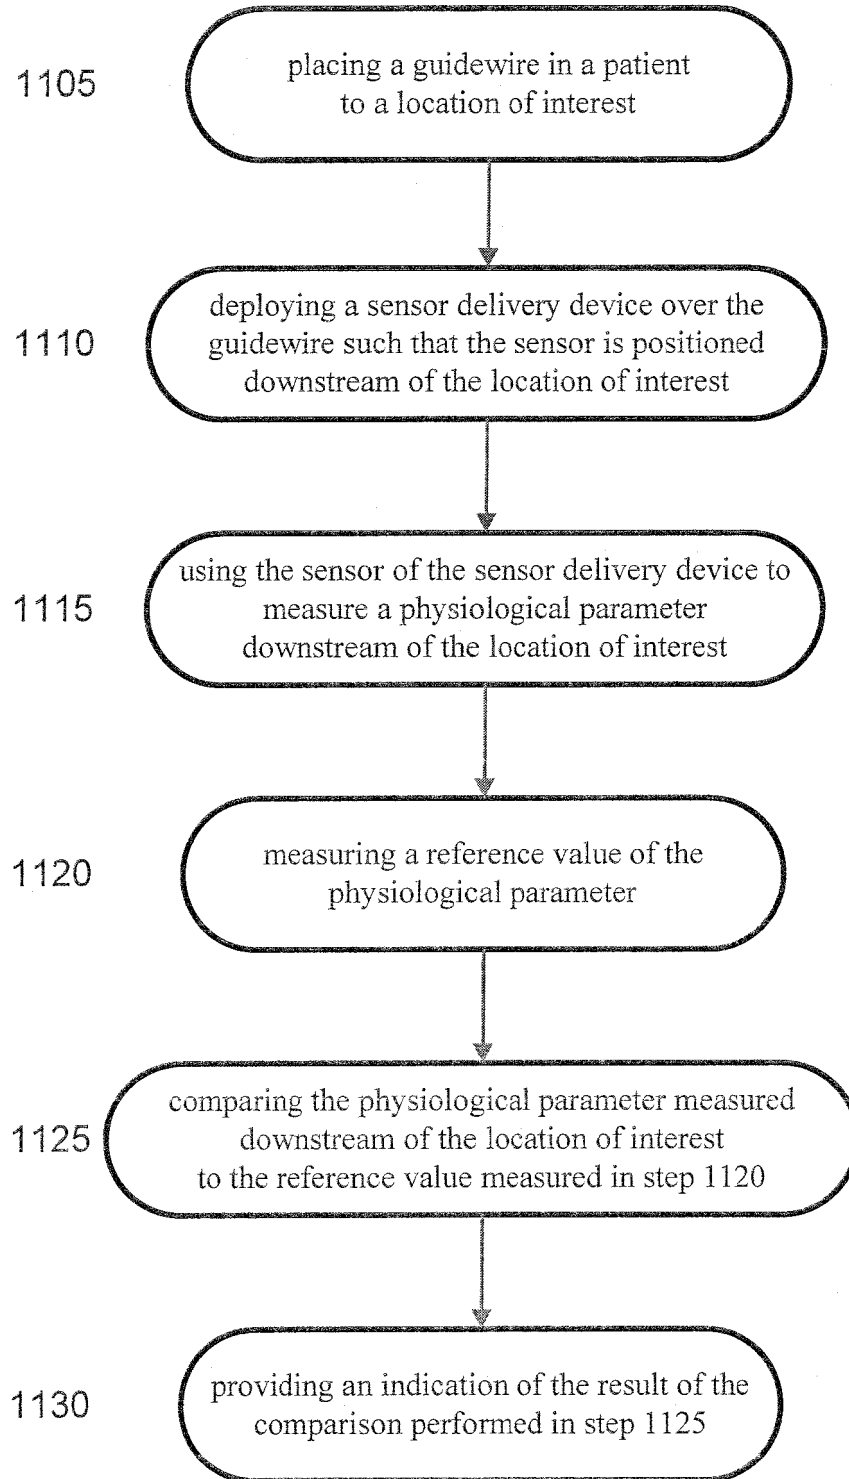 1105
placing a guidewire in a patient
to a location of interest
1110
deploying a sensor delivery device over the
guidewire such that the sensor is positioned
downstream of the location of interest
1115
using the sensor of the sensor delivery device to
measure a physiological parameter
downstream of the location of interest
1120
measuring a reference value of the
physiological parameter
1125
comparing the physiological parameter measured
downstream of the location of interest
to the reference value measured in step 1120
1130
providing an indication of the result of the
comparison performed in step 1125